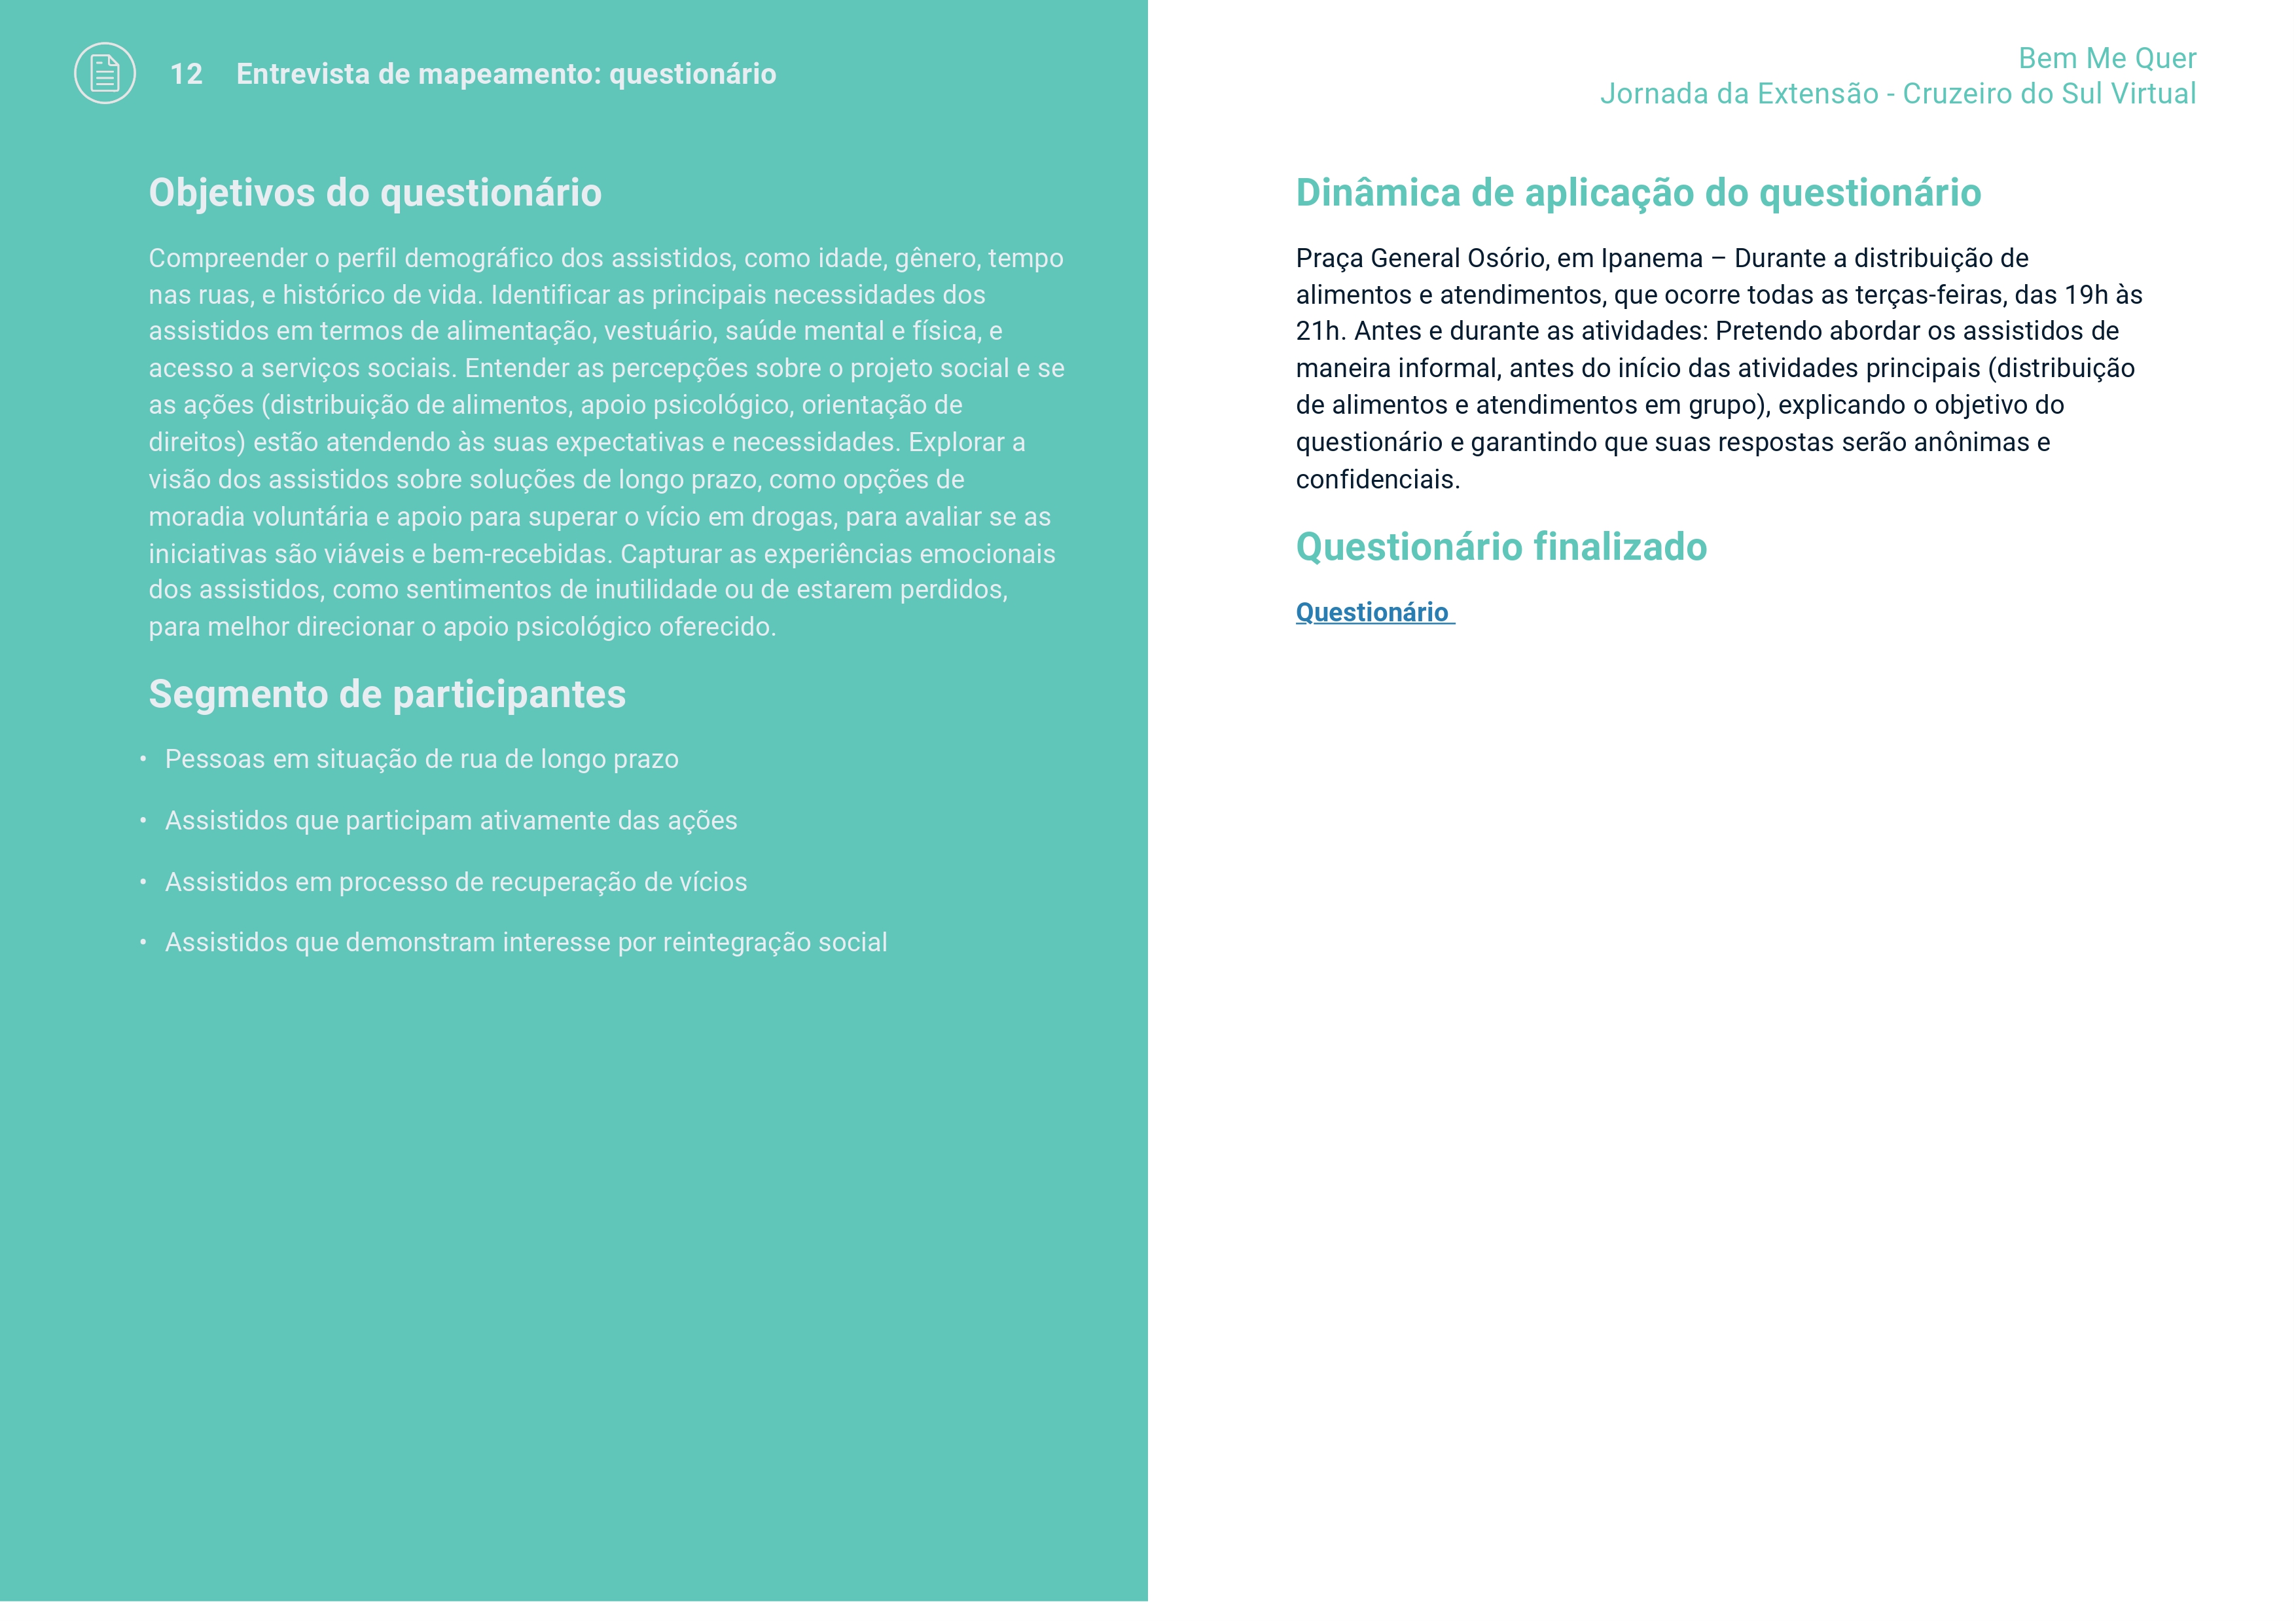 12 Entrevista de mapeamento: questionário
Bem Me Quer
Jornada da Extensão - Cruzeiro do Sul Virtual
Objetivos do questionário
Compreender o perfil demográfico dos assistidos, como idade, gênero, tempo
nas ruas, e histórico de vida. Identificar as principais necessidades dos
assistidos em termos de alimentação, vestuário, saúde mental e física, e
acesso a serviços sociais. Entender as percepções sobre o projeto social e se
as ações (distribuição de alimentos, apoio psicológico, orientação de
direitos) estão atendendo às suas expectativas e necessidades. Explorar a
visão dos assistidos sobre soluções de longo prazo, como opções de
moradia voluntária e apoio para superar o vício em drogas, para avaliar se as
iniciativas são viáveis e bem-recebidas. Capturar as experiências emocionais
dos assistidos, como sentimentos de inutilidade ou de estarem perdidos,
para melhor direcionar o apoio psicológico oferecido.
Segmento de participantes
• Pessoas em situação de rua de longo prazo
• Assistidos que participam ativamente das ações
• Assistidos em processo de recuperação de vícios
• Assistidos que demonstram interesse por reintegração social
Dinâmica de aplicação do questionário
Praça General Osório, em Ipanema – Durante a distribuição de
alimentos e atendimentos, que ocorre todas as terças-feiras, das 19h às
21h. Antes e durante as atividades: Pretendo abordar os assistidos de
maneira informal, antes do início das atividades principais (distribuição
de alimentos e atendimentos em grupo), explicando o objetivo do
questionário e garantindo que suas respostas serão anônimas e
confidenciais.
Questionário finalizado
Questionário